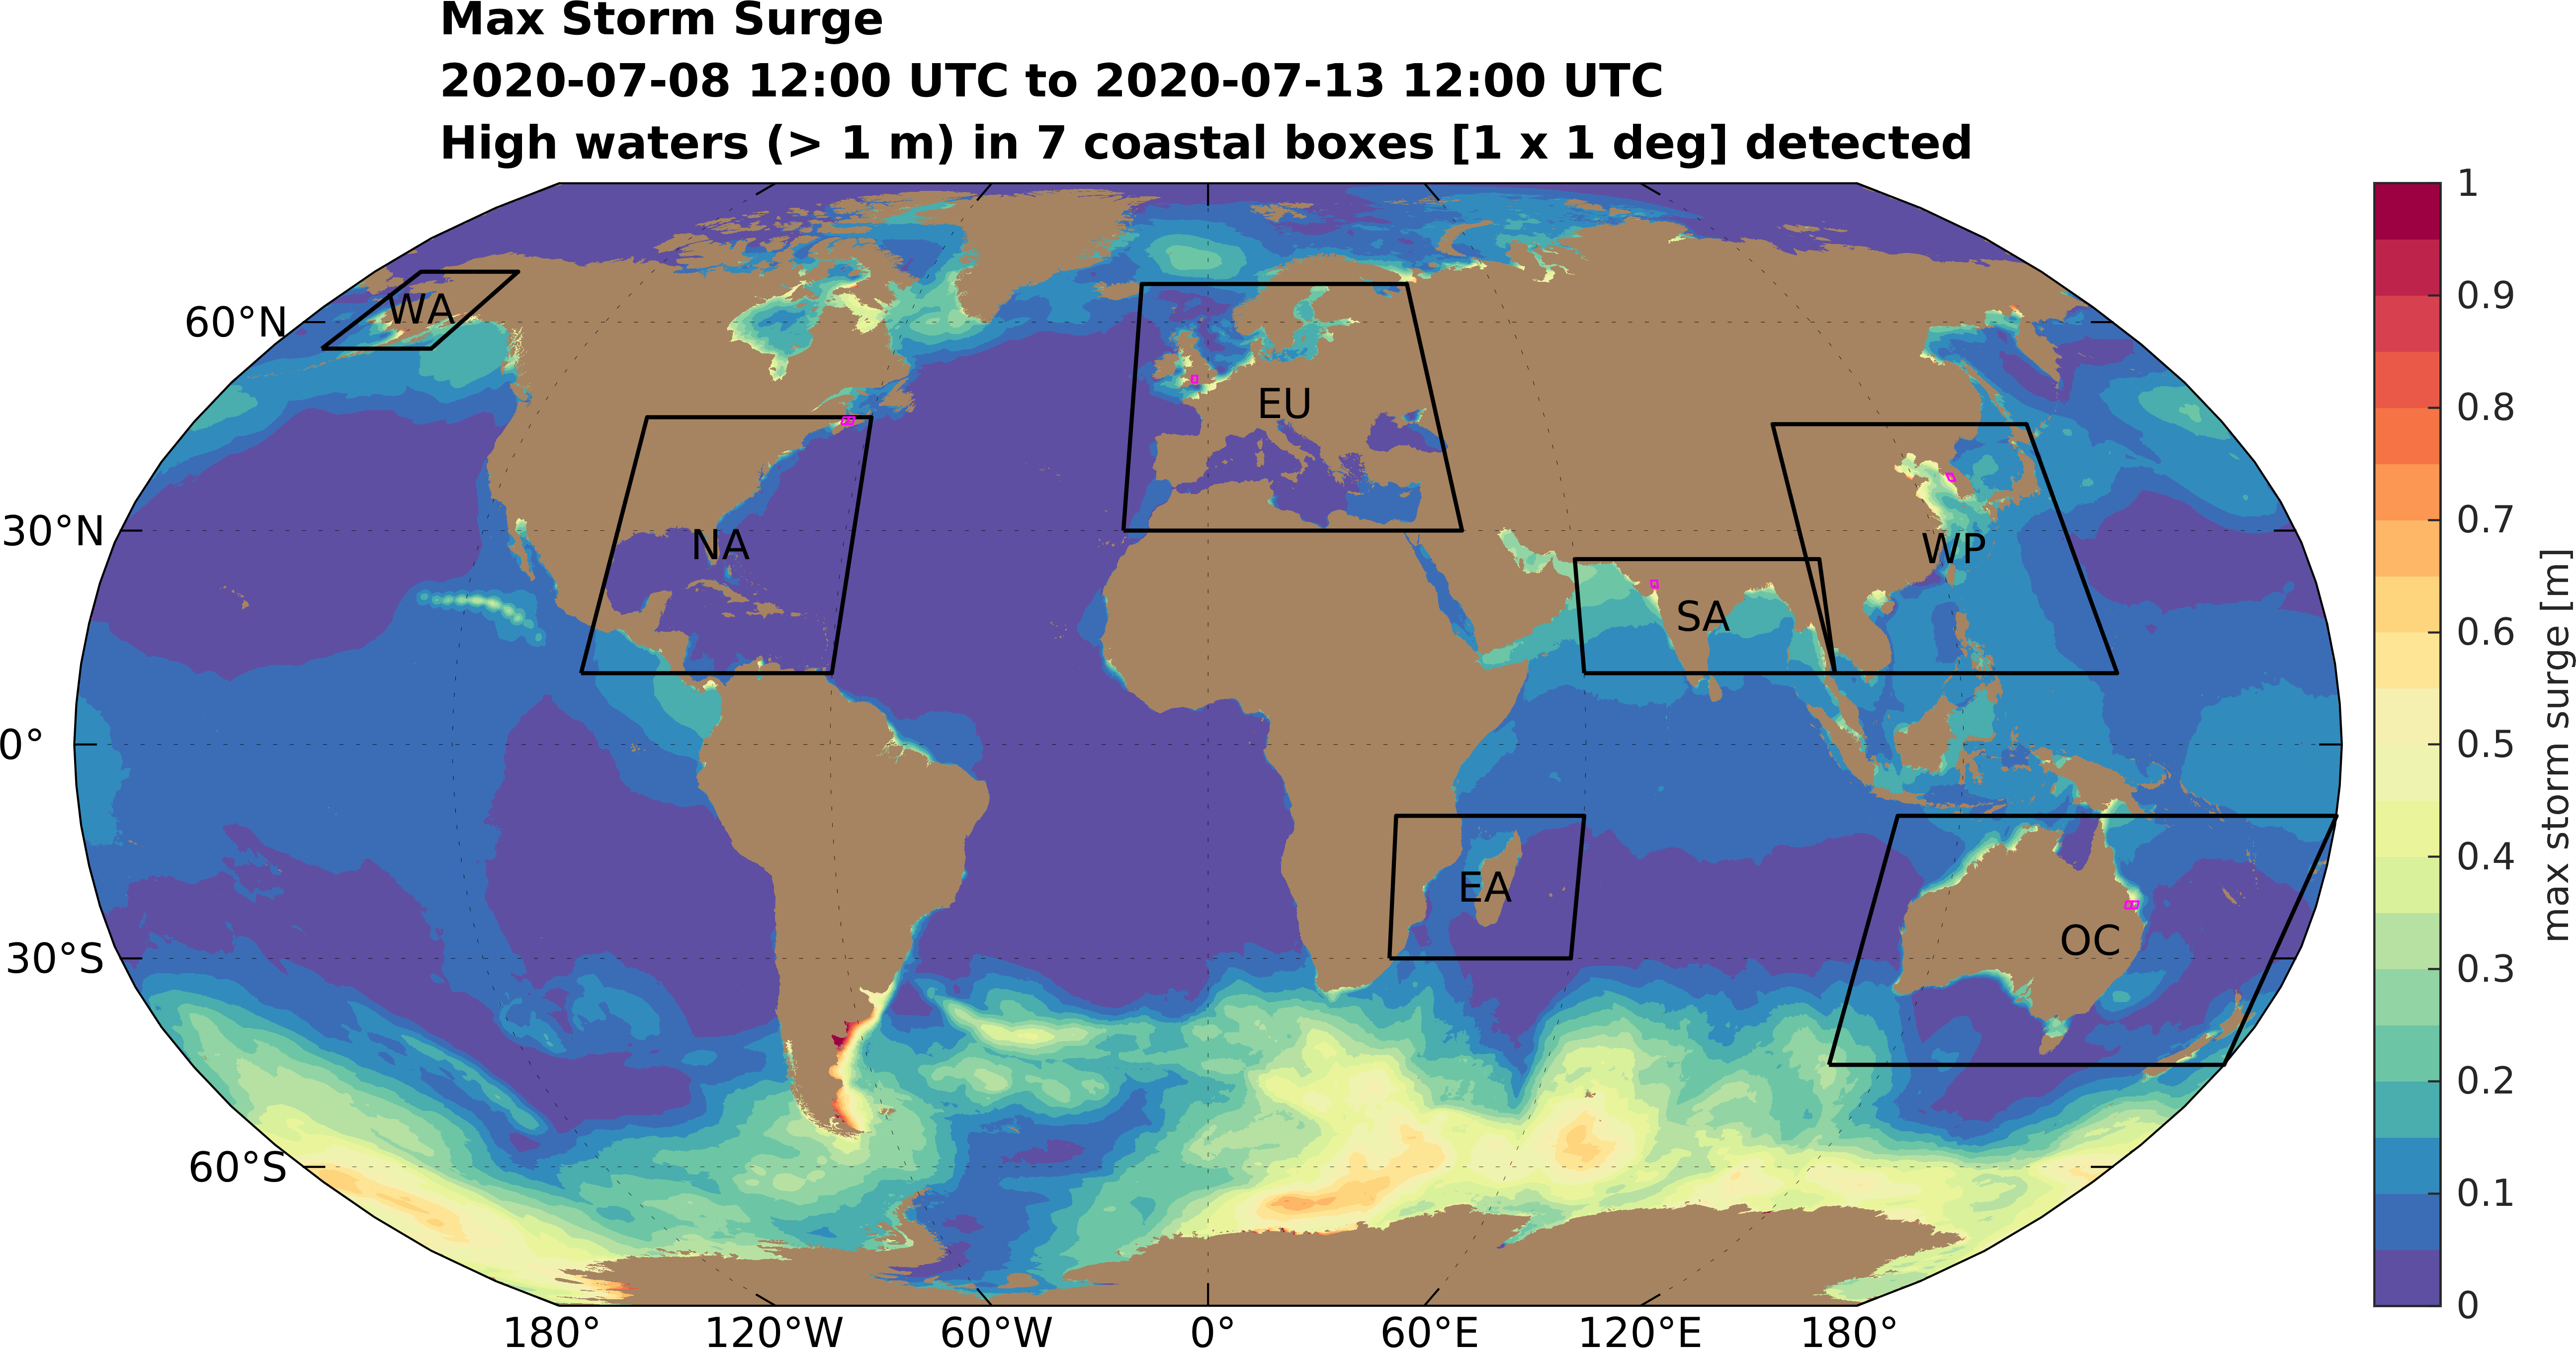 Max Storm Surge
2020-07-08 12:00 UTC to 2020-07-13 12:00 UTC
High waters (> 1 m) in 7 coastal boxes [1 x 1 deg] detected
60°N
30°N
0°
30°S
60°S
WA
NA
EU
SA
WP
EA
OC
180°
120°W
60°W
0°
60°E
120°E
180°
1
0.9
0.8
0.7
0.6
0.5
0.4
0.3
0.2
0.1
0
max storm surge [m]